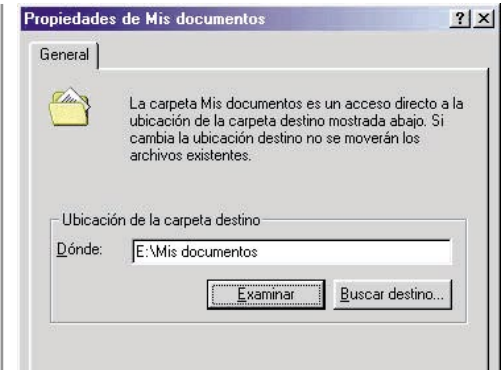 Propiedades de Mis documentos
General
La carpeta Mis documentos es un acceso directo a la
ubicación de la carpeta destino mostrada abajo. Si
cambia la ubicación destino no se moverán los
archivos existentes.
Ubicación de la carpeta destino
Dónde: E:\Mis documentos
Examinar Buscar destino...